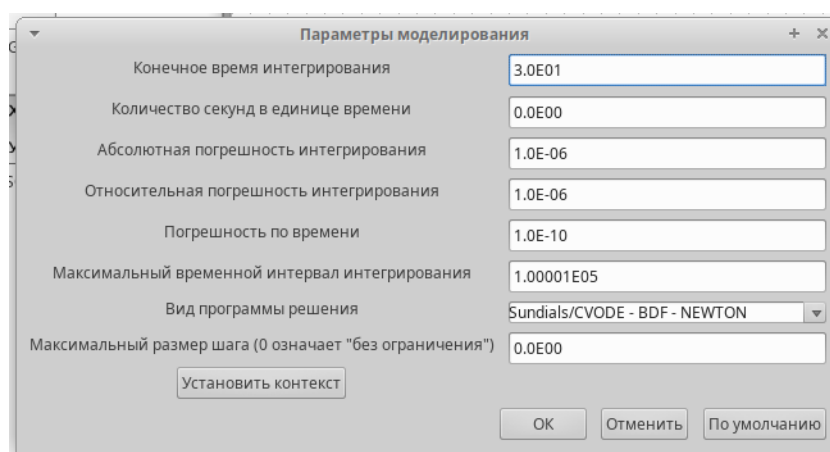 Параметры моделирования
Конечное время интегрирования 3.0E01
Количество секунд в единице времени 0.0E00
Абсолютная погрешность интегрирования 1.0E-06
Относительная погрешность интегрирования 1.0E-06
Погрешность по времени 1.0E-10
Максимальный временной интервал интегрирования 1.00001E05
Вид программы решения Sundials/CVODE - BDF - NEWTON
Максимальный размер шага (0 означает "без ограничения") 0.0E00
Установить контекст
ОК Отменить По умолчанию